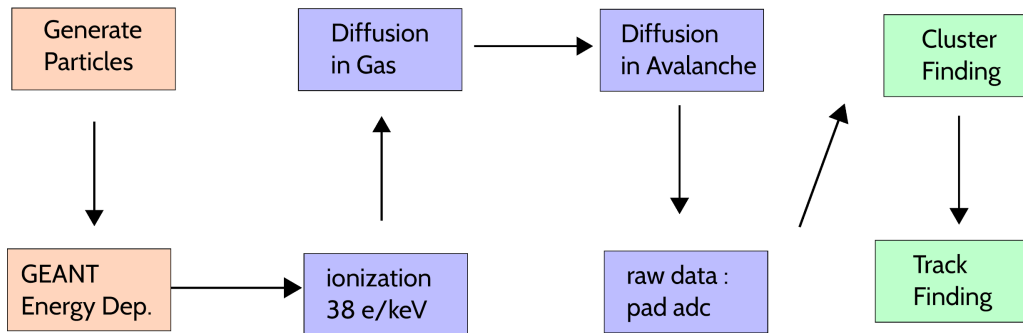 Generate
Particles
GEANT
Energy Dep.
ionization
38 e/keV
Diffusion
in Gas
Diffusion
in Avalanche
raw data :
pad adc
Cluster
Finding
Track
Finding